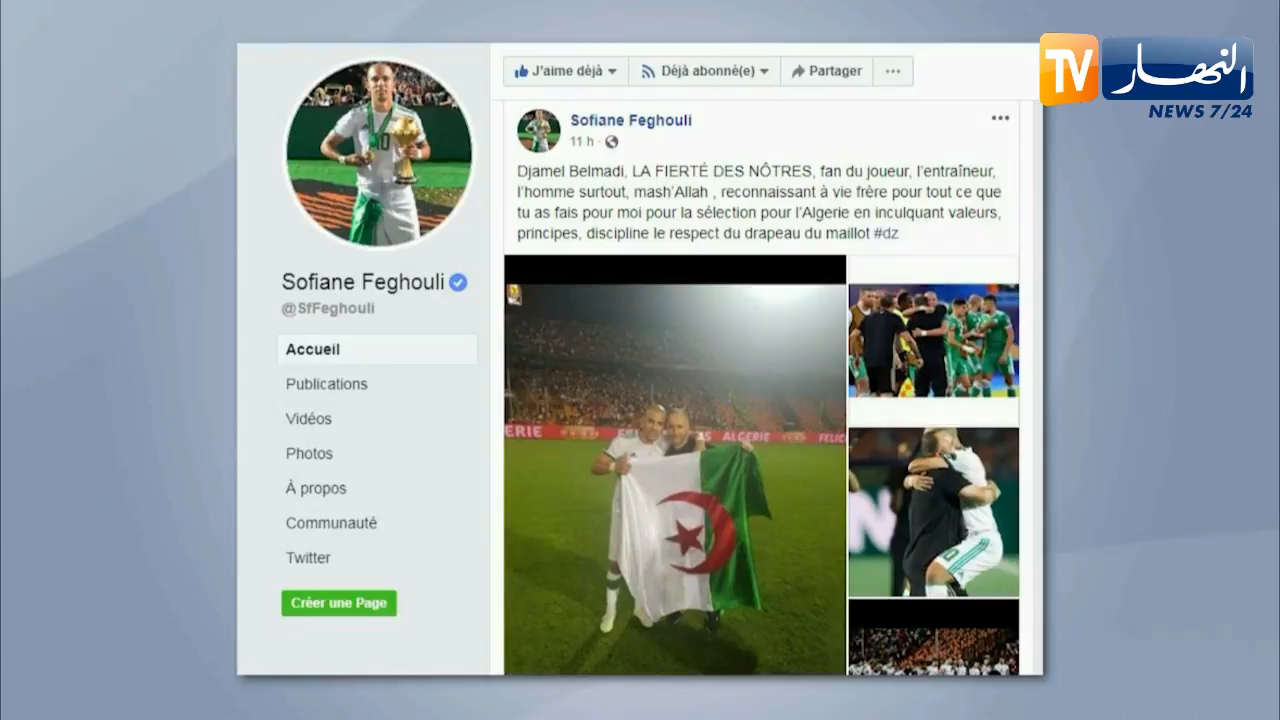 TV النهار
NEWS 7/24
J'aime déjà
Déjà abonné(e)
Partager
Sofiane Feghouli
11 h
Djamel Belmadi, LA FIERTÉ DES NÔTRES, fan du joueur, l'entraîneur,
l'homme surtout, mash'Allah , reconnaissant à vie frère pour tout ce que
tu as fais pour moi pour la sélection pour l'Algerie en inculquant valeurs,
principes, discipline le respect du drapeau du maillot #dz
10
Sofiane Feghouli
@SfFeghouli
Accueil
Publications
Vidéos
Photos
À propos
Communauté
Twitter
Créer une Page
ALGERIE